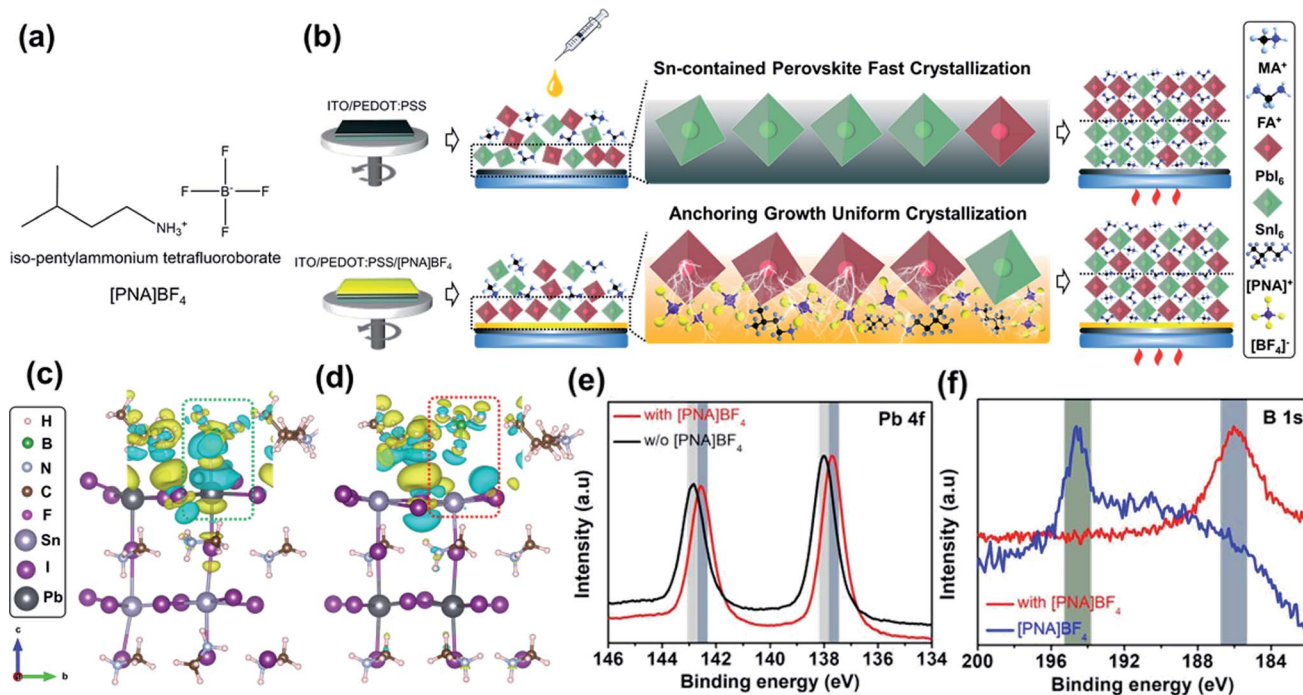 (a)
F
F
B-
F
F
NH3+
iso-pentylammonium tetrafluoroborate
[PNA]BF4
(b)
ITO/PEDOT:PSS
Sn-contained Perovskite Fast Crystallization
ITO/PEDOT:PSS/[PNA]BF4
Anchoring Growth Uniform Crystallization
MA+
FA+
PbI6
SnI6
[PNA]+
[BF4]-
(c)
H
B
N
C
F
Sn
I
Pb
c
b
(d)
(e)
with [PNA]BF4
w/o [PNA]BF4
Pb 4f
Intensity (a.u)
146 144 142 140 138 136 134
Binding energy (eV)
(f)
B 1s
Intensity (a.u)
with [PNA]BF4
[PNA]BF4
200 196 192 188 184
Binding energy (eV)